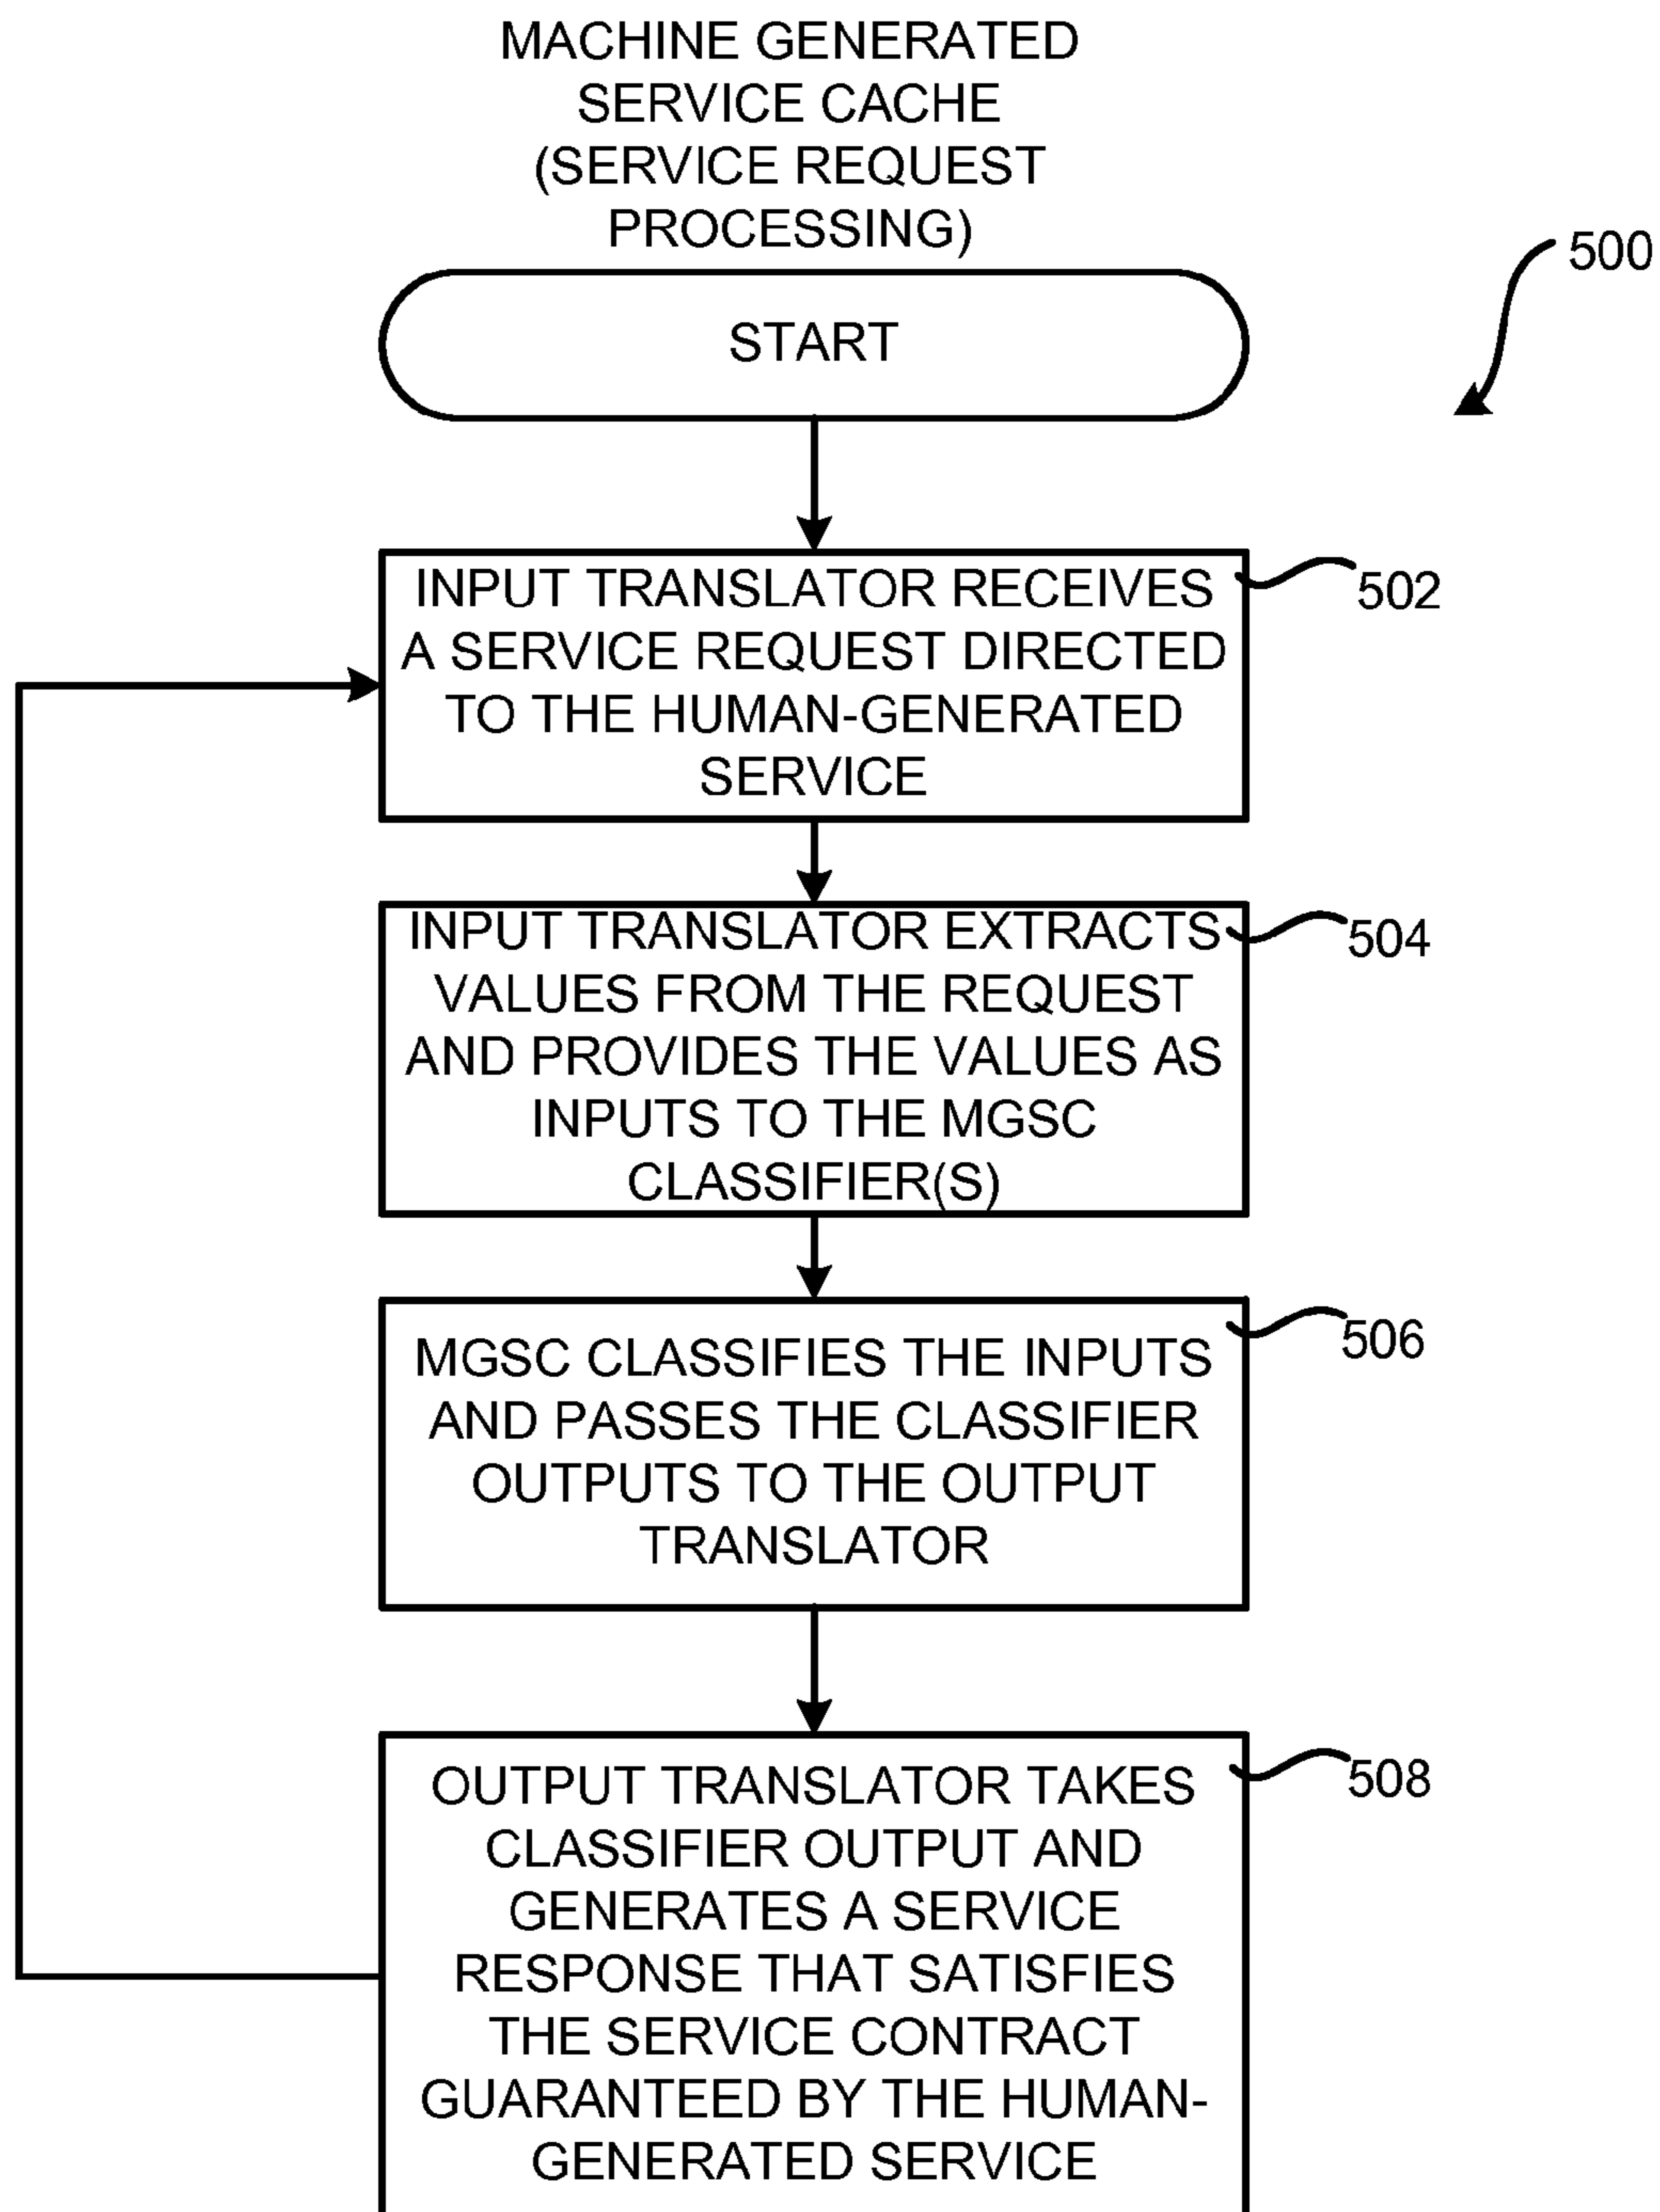 MACHINE GENERATED
SERVICE CACHE
(SERVICE REQUEST
PROCESSING)
500
START
INPUT TRANSLATOR RECEIVES
A SERVICE REQUEST DIRECTED
TO THE HUMAN-GENERATED
SERVICE
502
INPUT TRANSLATOR EXTRACTS
VALUES FROM THE REQUEST
AND PROVIDES THE VALUES AS
INPUTS TO THE MGSC
CLASSIFIER(S)
504
MGSC CLASSIFIES THE INPUTS
AND PASSES THE CLASSIFIER
OUTPUTS TO THE OUTPUT
TRANSLATOR
506
OUTPUT TRANSLATOR TAKES
CLASSIFIER OUTPUT AND
GENERATES A SERVICE
RESPONSE THAT SATISFIES
THE SERVICE CONTRACT
GUARANTEED BY THE HUMAN-
GENERATED SERVICE
508